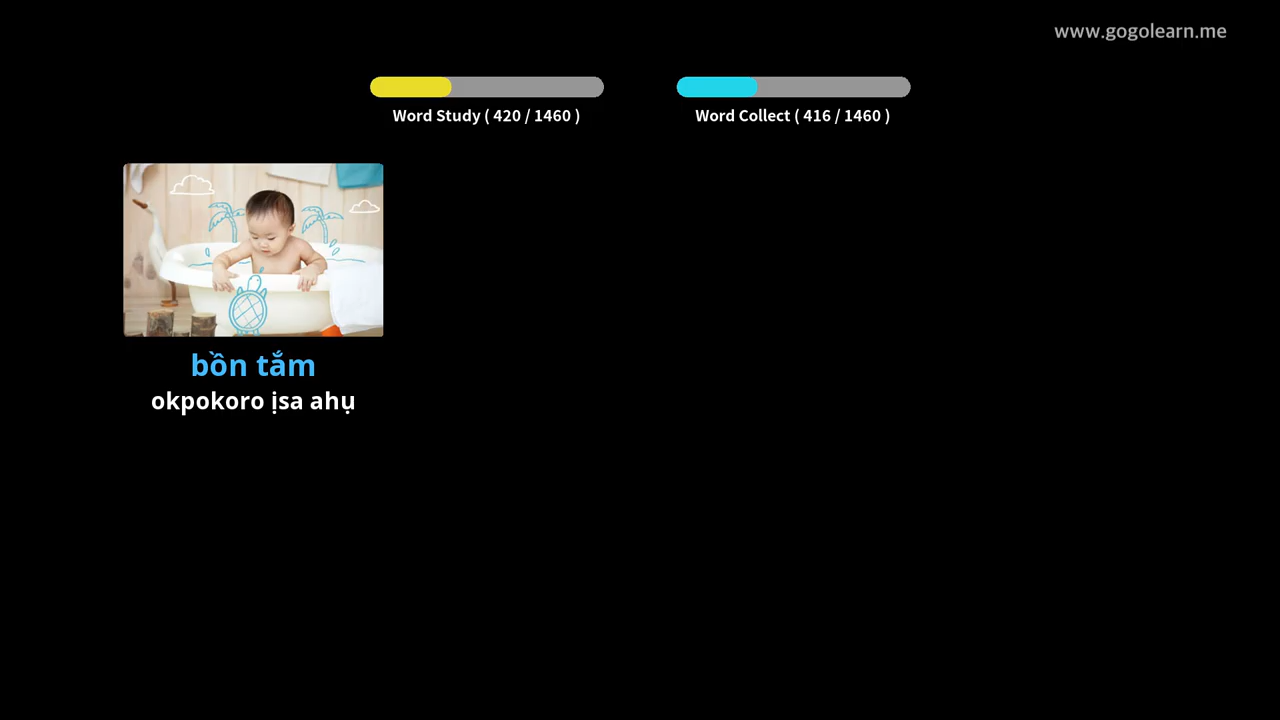 www.gogolearn.me
Word Study ( 420 / 1460 )
Word Collect ( 416 / 1460 )
bồn tắm
okpokoro ịsa ahụ